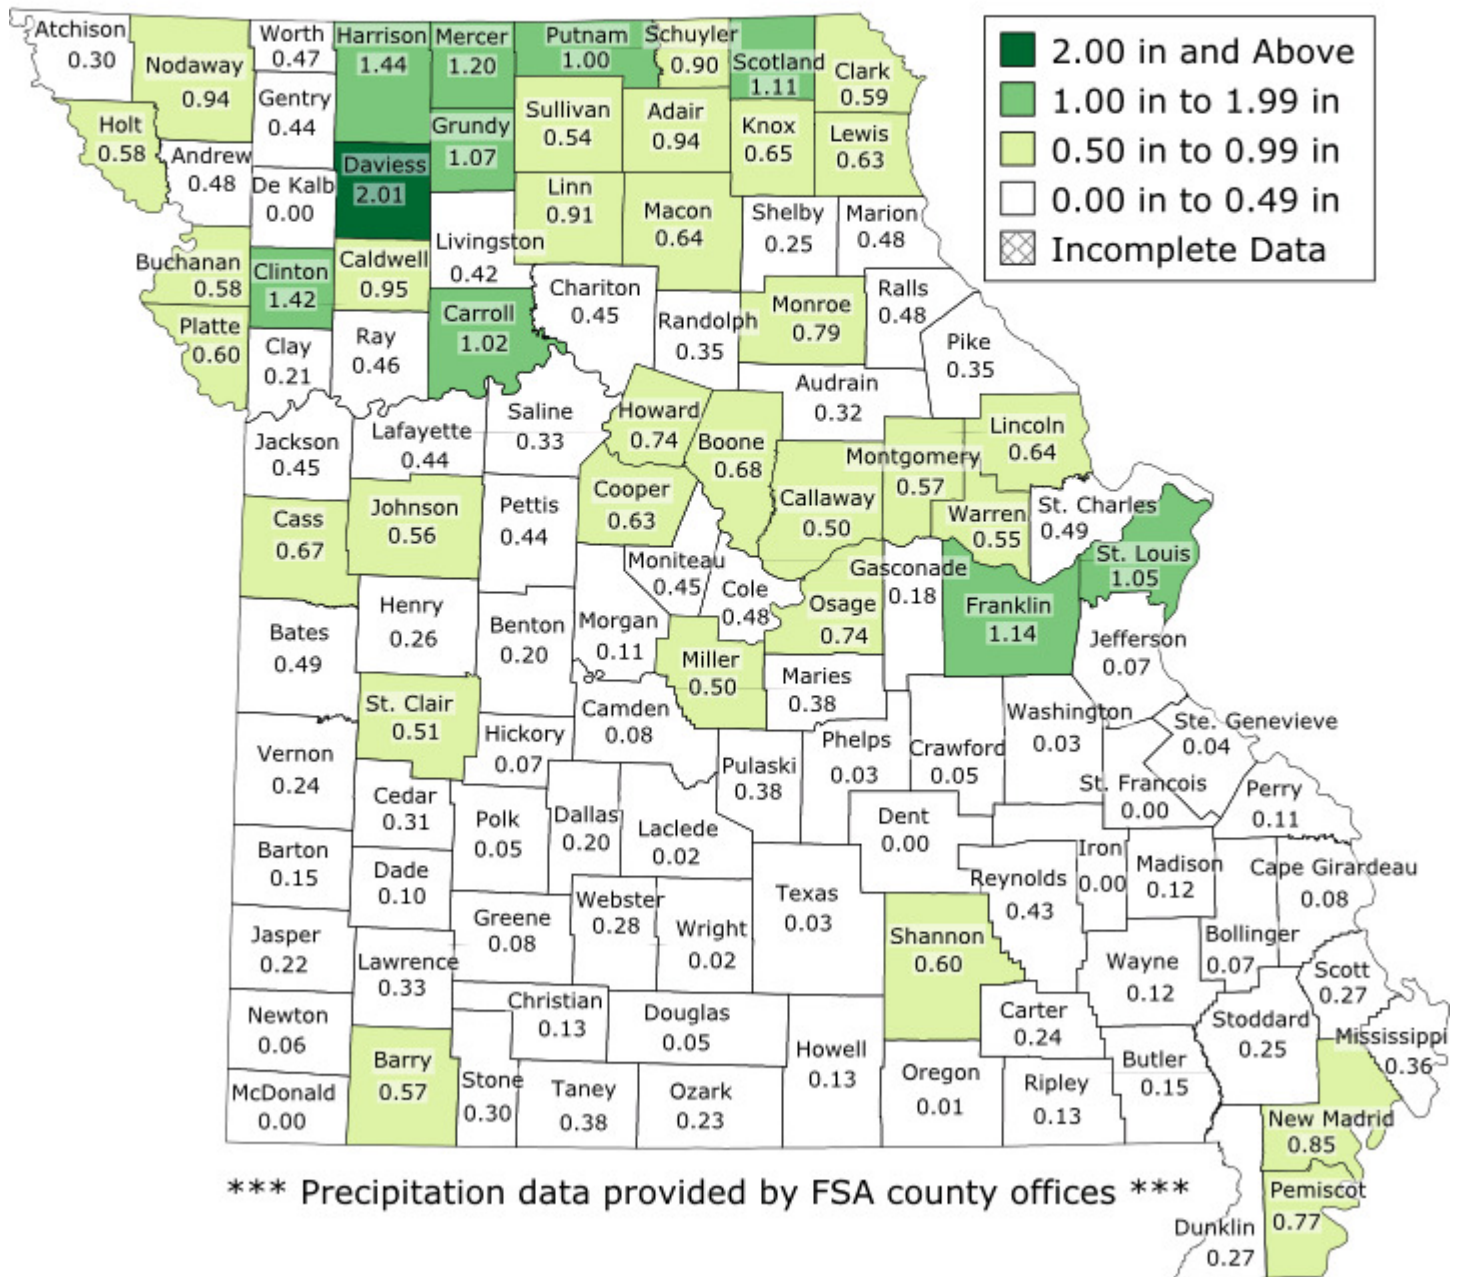 Atchison
0.30
Nodaway
0.94
Worth
0.47
Harrison
1.44
Mercer
1.20
Putnam
1.00
Schuyler
0.90
Scotland
1.11
Clark
0.59
2.00 in and Above
1.00 in to 1.99 in
0.50 in to 0.99 in
0.00 in to 0.49 in
Incomplete Data
Holt
0.58
Andrew
0.48
Gentry
0.44
De Kalb
0.00
Daviess
2.01
Grundy
1.07
Sullivan
0.54
Adair
0.94
Knox
0.65
Lewis
0.63
Linn
0.91
Macon
0.64
Shelby
0.25
Marion
0.48
Buchanan
0.58
Clinton
1.42
Caldwell
0.95
Livingston
0.42
Chariton
0.45
Randolph
0.35
Monroe
0.79
Ralls
0.48
Pike
0.35
Platte
0.60
Clay
0.21
Ray
0.46
Carroll
1.02
Audrain
0.32
Jackson
0.45
Lafayette
0.44
Saline
0.33
Howard
0.74
Boone
0.68
Montgomery
0.57
Lincoln
0.64
Cass
0.67
Johnson
0.56
Pettis
0.44
Cooper
0.63
Callaway
0.50
Warren
0.55
St. Charles
0.49
St. Louis
1.05
Moniteau
0.45
Cole
0.48
Osage
0.74
Gasconade
0.18
Franklin
1.14
Jefferson
0.07
Bates
0.49
Henry
0.26
Benton
0.20
Morgan
0.11
Miller
0.50
Maries
0.38
St. Clair
0.51
Hickory
0.07
Camden
0.08
Pulaski
0.38
Phelps
0.03
Crawford
0.05
Washington
0.03
Ste. Genevieve
0.04
St. Francois
0.00
Perry
0.11
Vernon
0.24
Cedar
0.31
Polk
0.05
Dallas
0.20
Laclede
0.02
Dent
0.00
Iron
0.00
Madison
0.12
Cape Girardeau
0.08
Barton
0.15
Dade
0.10
Greene
0.08
Webster
0.28
Wright
0.02
Texas
0.03
Reynolds
0.43
Bollinger
0.07
Jasper
0.22
Lawrence
0.33
Shannon
0.60
Wayne
0.12
Scott
0.27
Newton
0.06
Christian
0.13
Douglas
0.05
Howell
0.13
Carter
0.24
Stoddard
0.25
Mississippi
0.36
McDonald
0.00
Barry
0.57
Stone
0.30
Taney
0.38
Ozark
0.23
Oregon
0.01
Ripley
0.13
Butler
0.15
New Madrid
0.85
Pemiscot
0.77
Dunklin
0.27
*** Precipitation data provided by FSA county offices ***